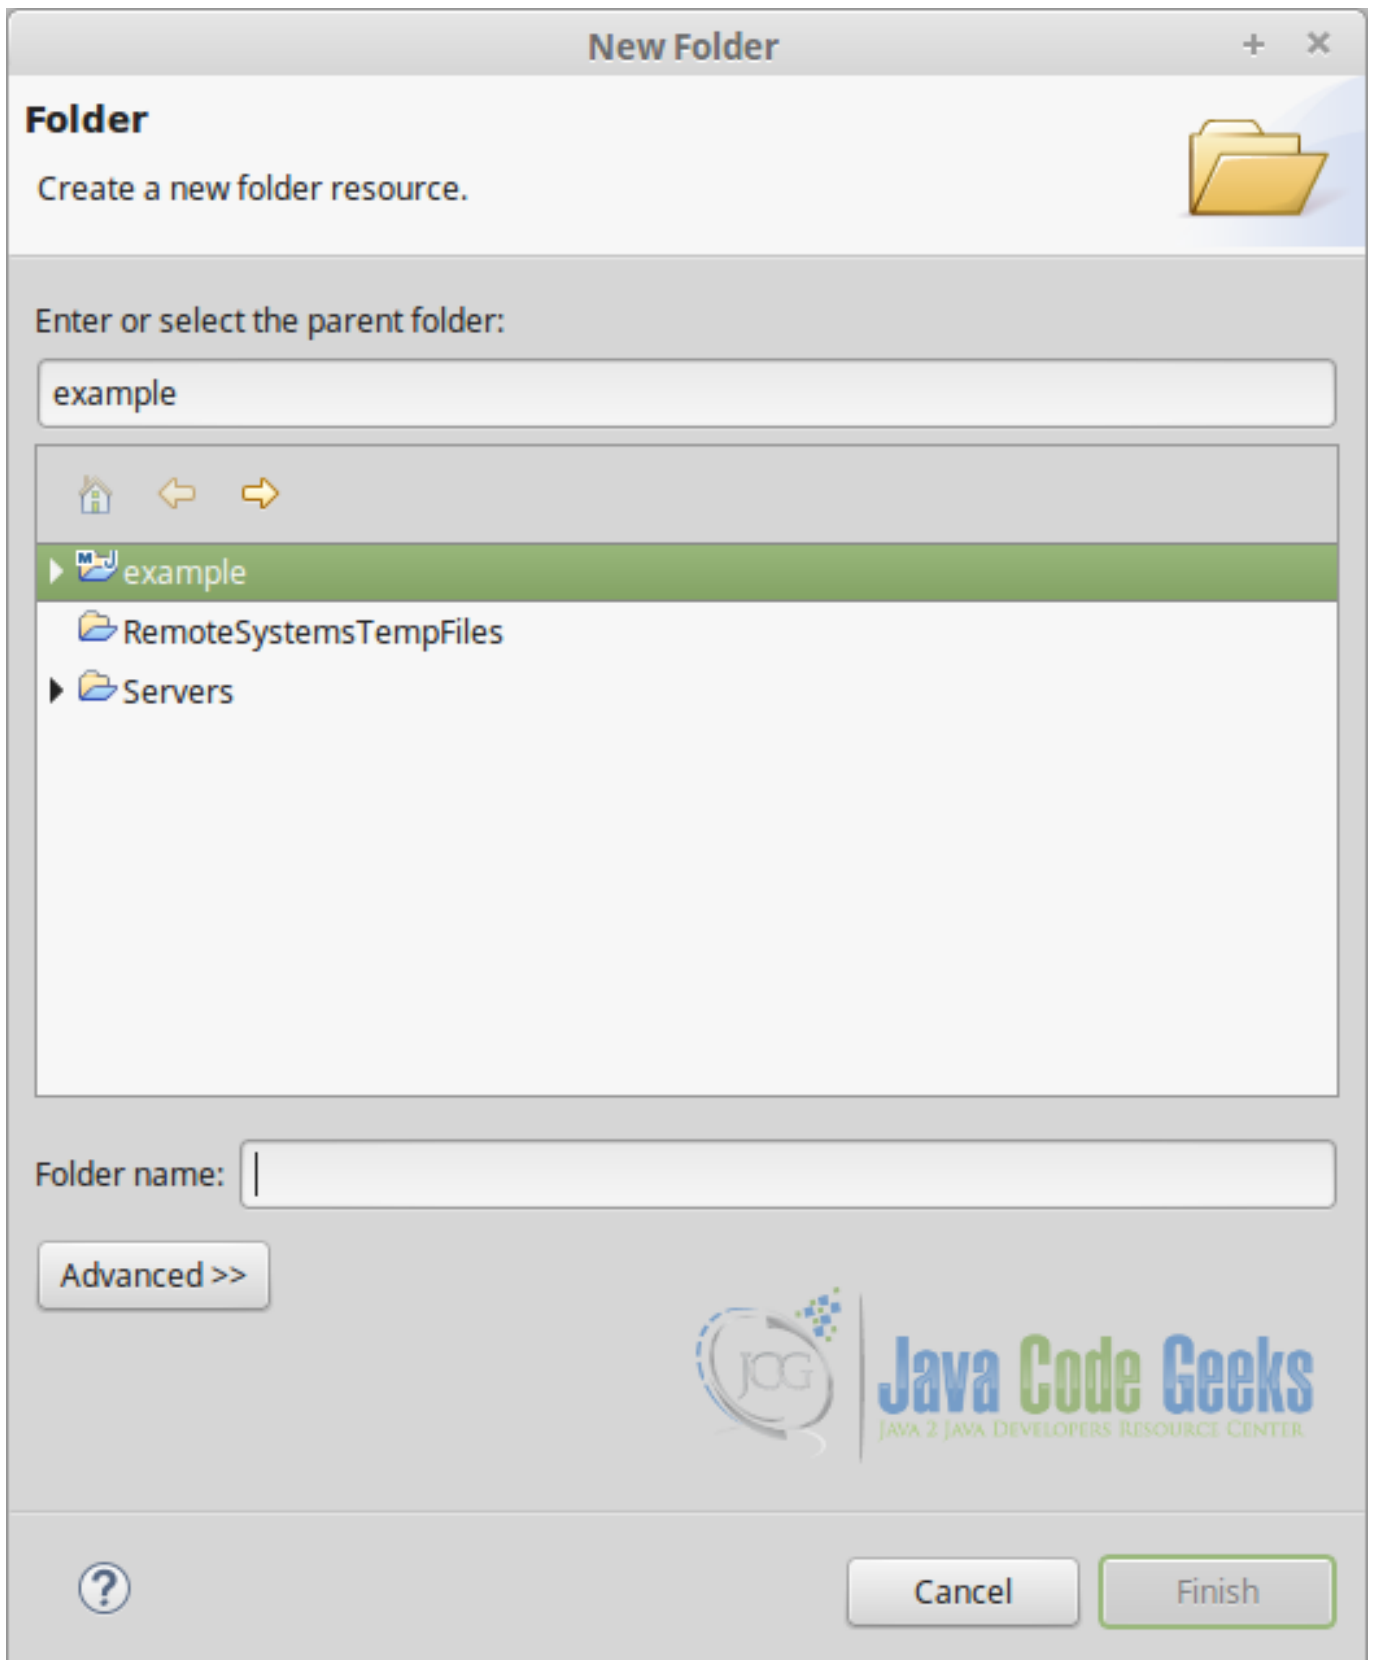 New Folder
Folder
Create a new folder resource.
Enter or select the parent folder:
example
example
RemoteSystemsTempFiles
Servers
Folder name:
Advanced >>
JCG
Java Code Geeks
JAVA 2 JAVA DEVELOPERS RESOURCE CENTER
?
Cancel
Finish